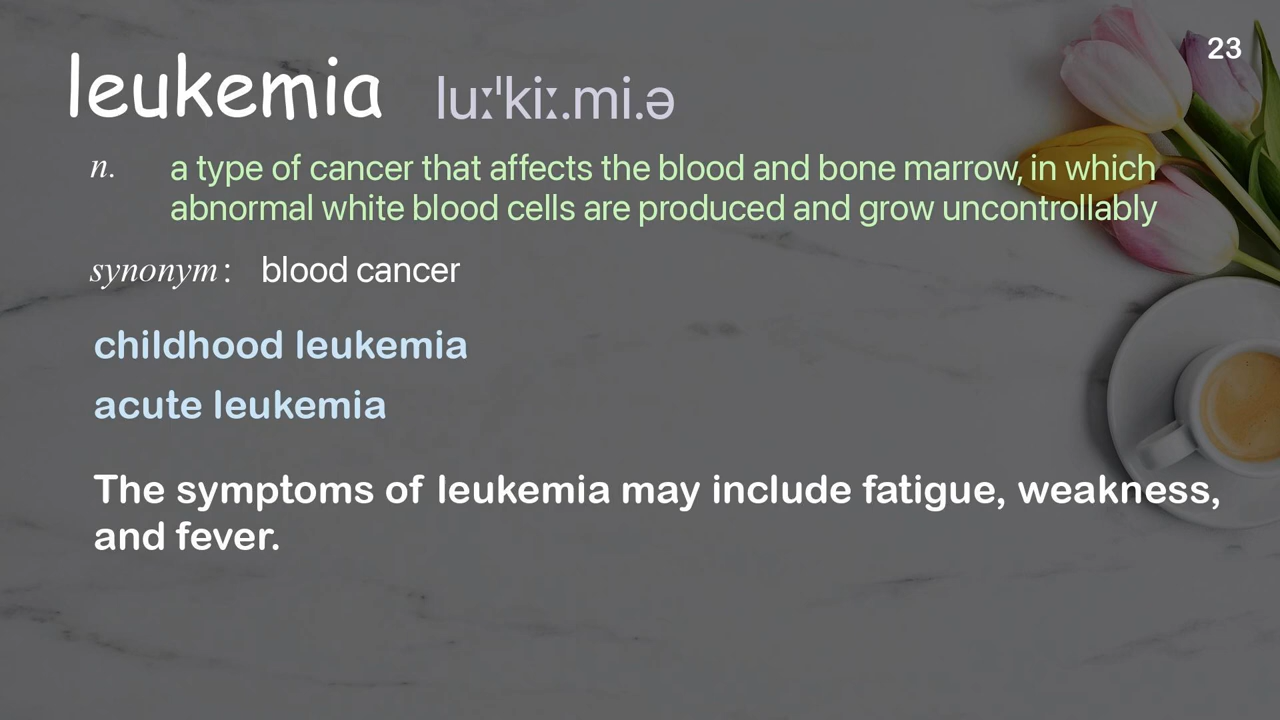 23
leukemia luːˈkiː.mi.ə
n. a type of cancer that affects the blood and bone marrow, in which
abnormal white blood cells are produced and grow uncontrollably
synonym: blood cancer
childhood leukemia
acute leukemia
The symptoms of leukemia may include fatigue, weakness,
and fever.